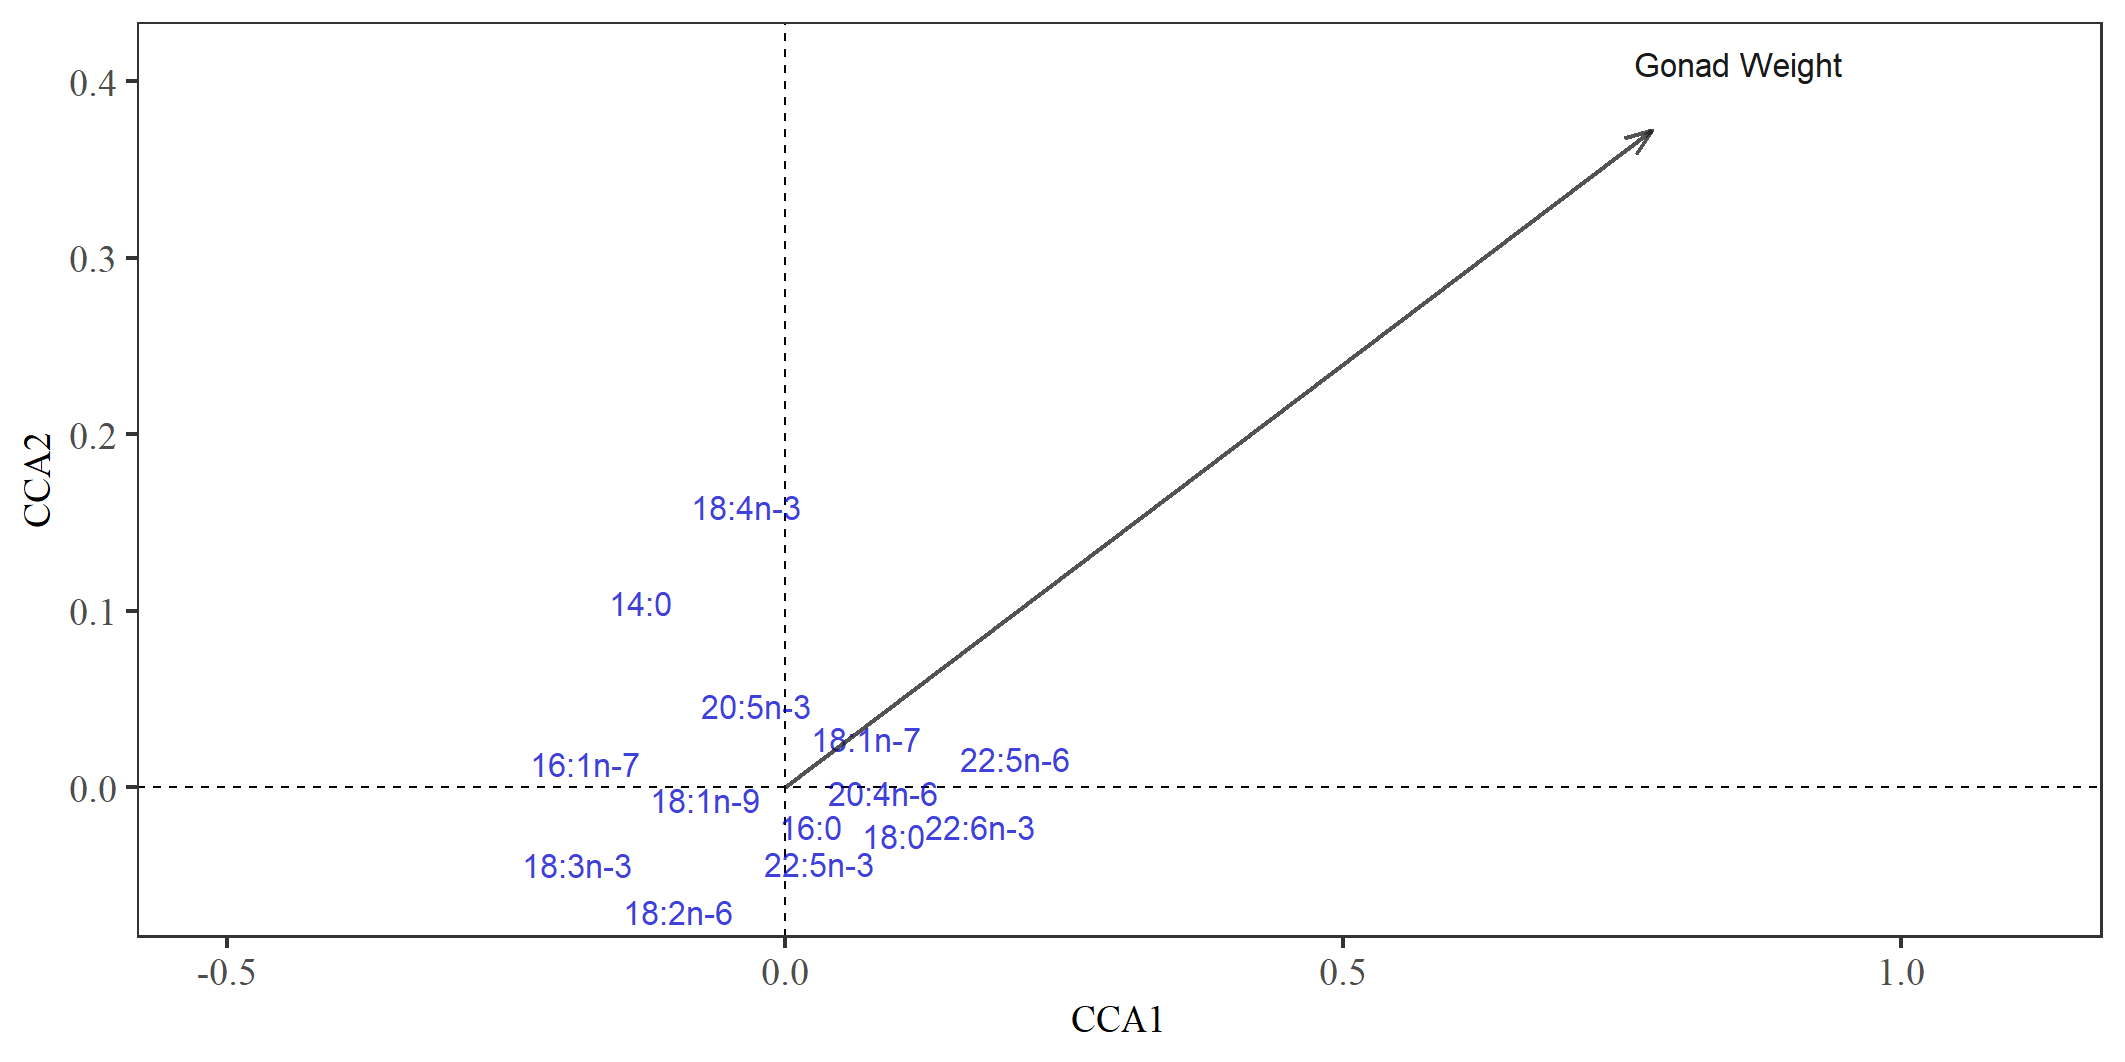 Gonad Weight
0.4
0.3
0.2
0.1
0.0
CCA2
18:4n-3
14:0
20:5n-3
18:1n-7
16:1n-7
22:5n-6
18:1n-9
20:4n-6
16:0
18:0
22:6n-3
18:3n-3
22:5n-3
18:2n-6
-0.5
0.0
0.5
1.0
CCA1